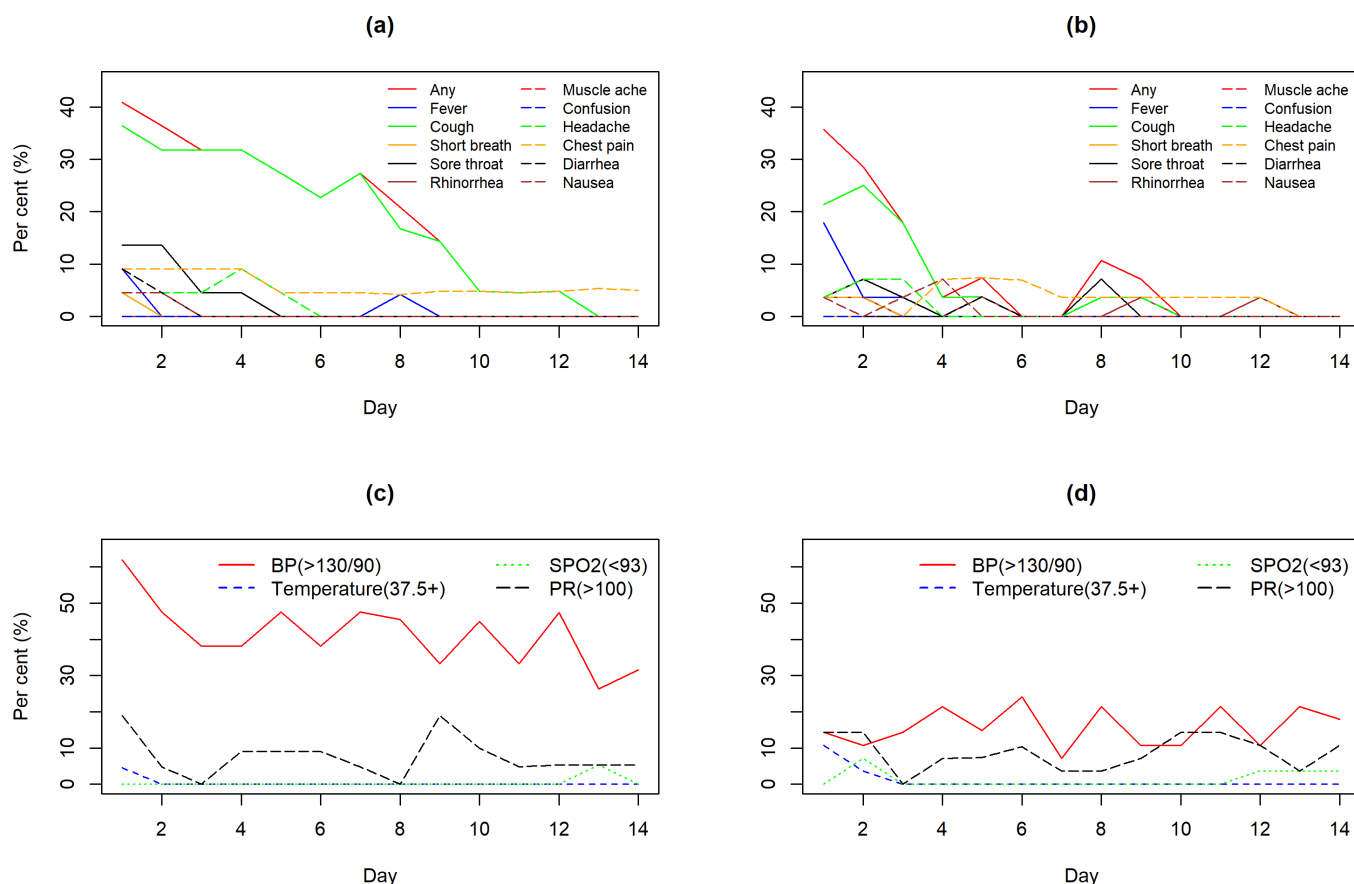 (a)
Per cent (%)
40
30
20
10
0
Any
Fever
Cough
Short breath
Sore throat
Rhinorrhea
Muscle ache
Confusion
Headache
Chest pain
Diarrhea
Nausea
2 4 6 8 10 12 14
Day
(b)
40
30
20
10
0
Any
Fever
Cough
Short breath
Sore throat
Rhinorrhea
Muscle ache
Confusion
Headache
Chest pain
Diarrhea
Nausea
2 4 6 8 10 12 14
Day
(c)
Per cent (%)
50
30
10
0
BP(>130/90)
Temperature(37.5+)
SPO2(<93)
PR(>100)
2 4 6 8 10 12 14
Day
(d)
50
30
10
0
BP(>130/90)
Temperature(37.5+)
SPO2(<93)
PR(>100)
2 4 6 8 10 12 14
Day